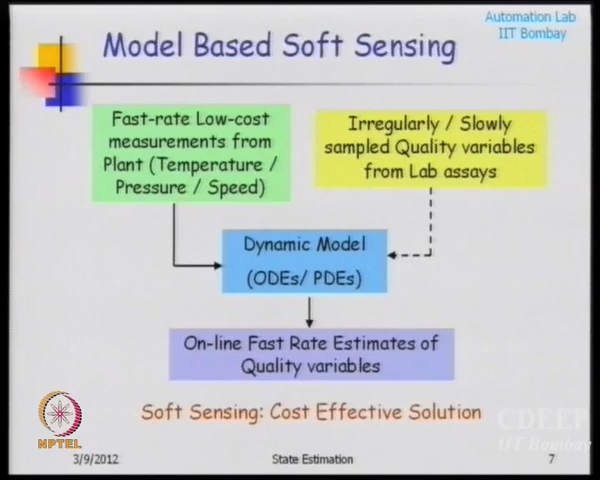 Automation Lab
IIT Bombay
Model Based Soft Sensing
Fast-rate Low-cost
measurements from
Plant (Temperature /
Pressure / Speed)
Irregularly / Slowly
sampled Quality variables
from Lab assays
Dynamic Model
(ODEs/ PDEs)
On-line Fast Rate Estimates of
Quality variables
Soft Sensing: Cost Effective Solution
CDEEP
IIT Bombay
NPTEL
3/9/2012
State Estimation
7